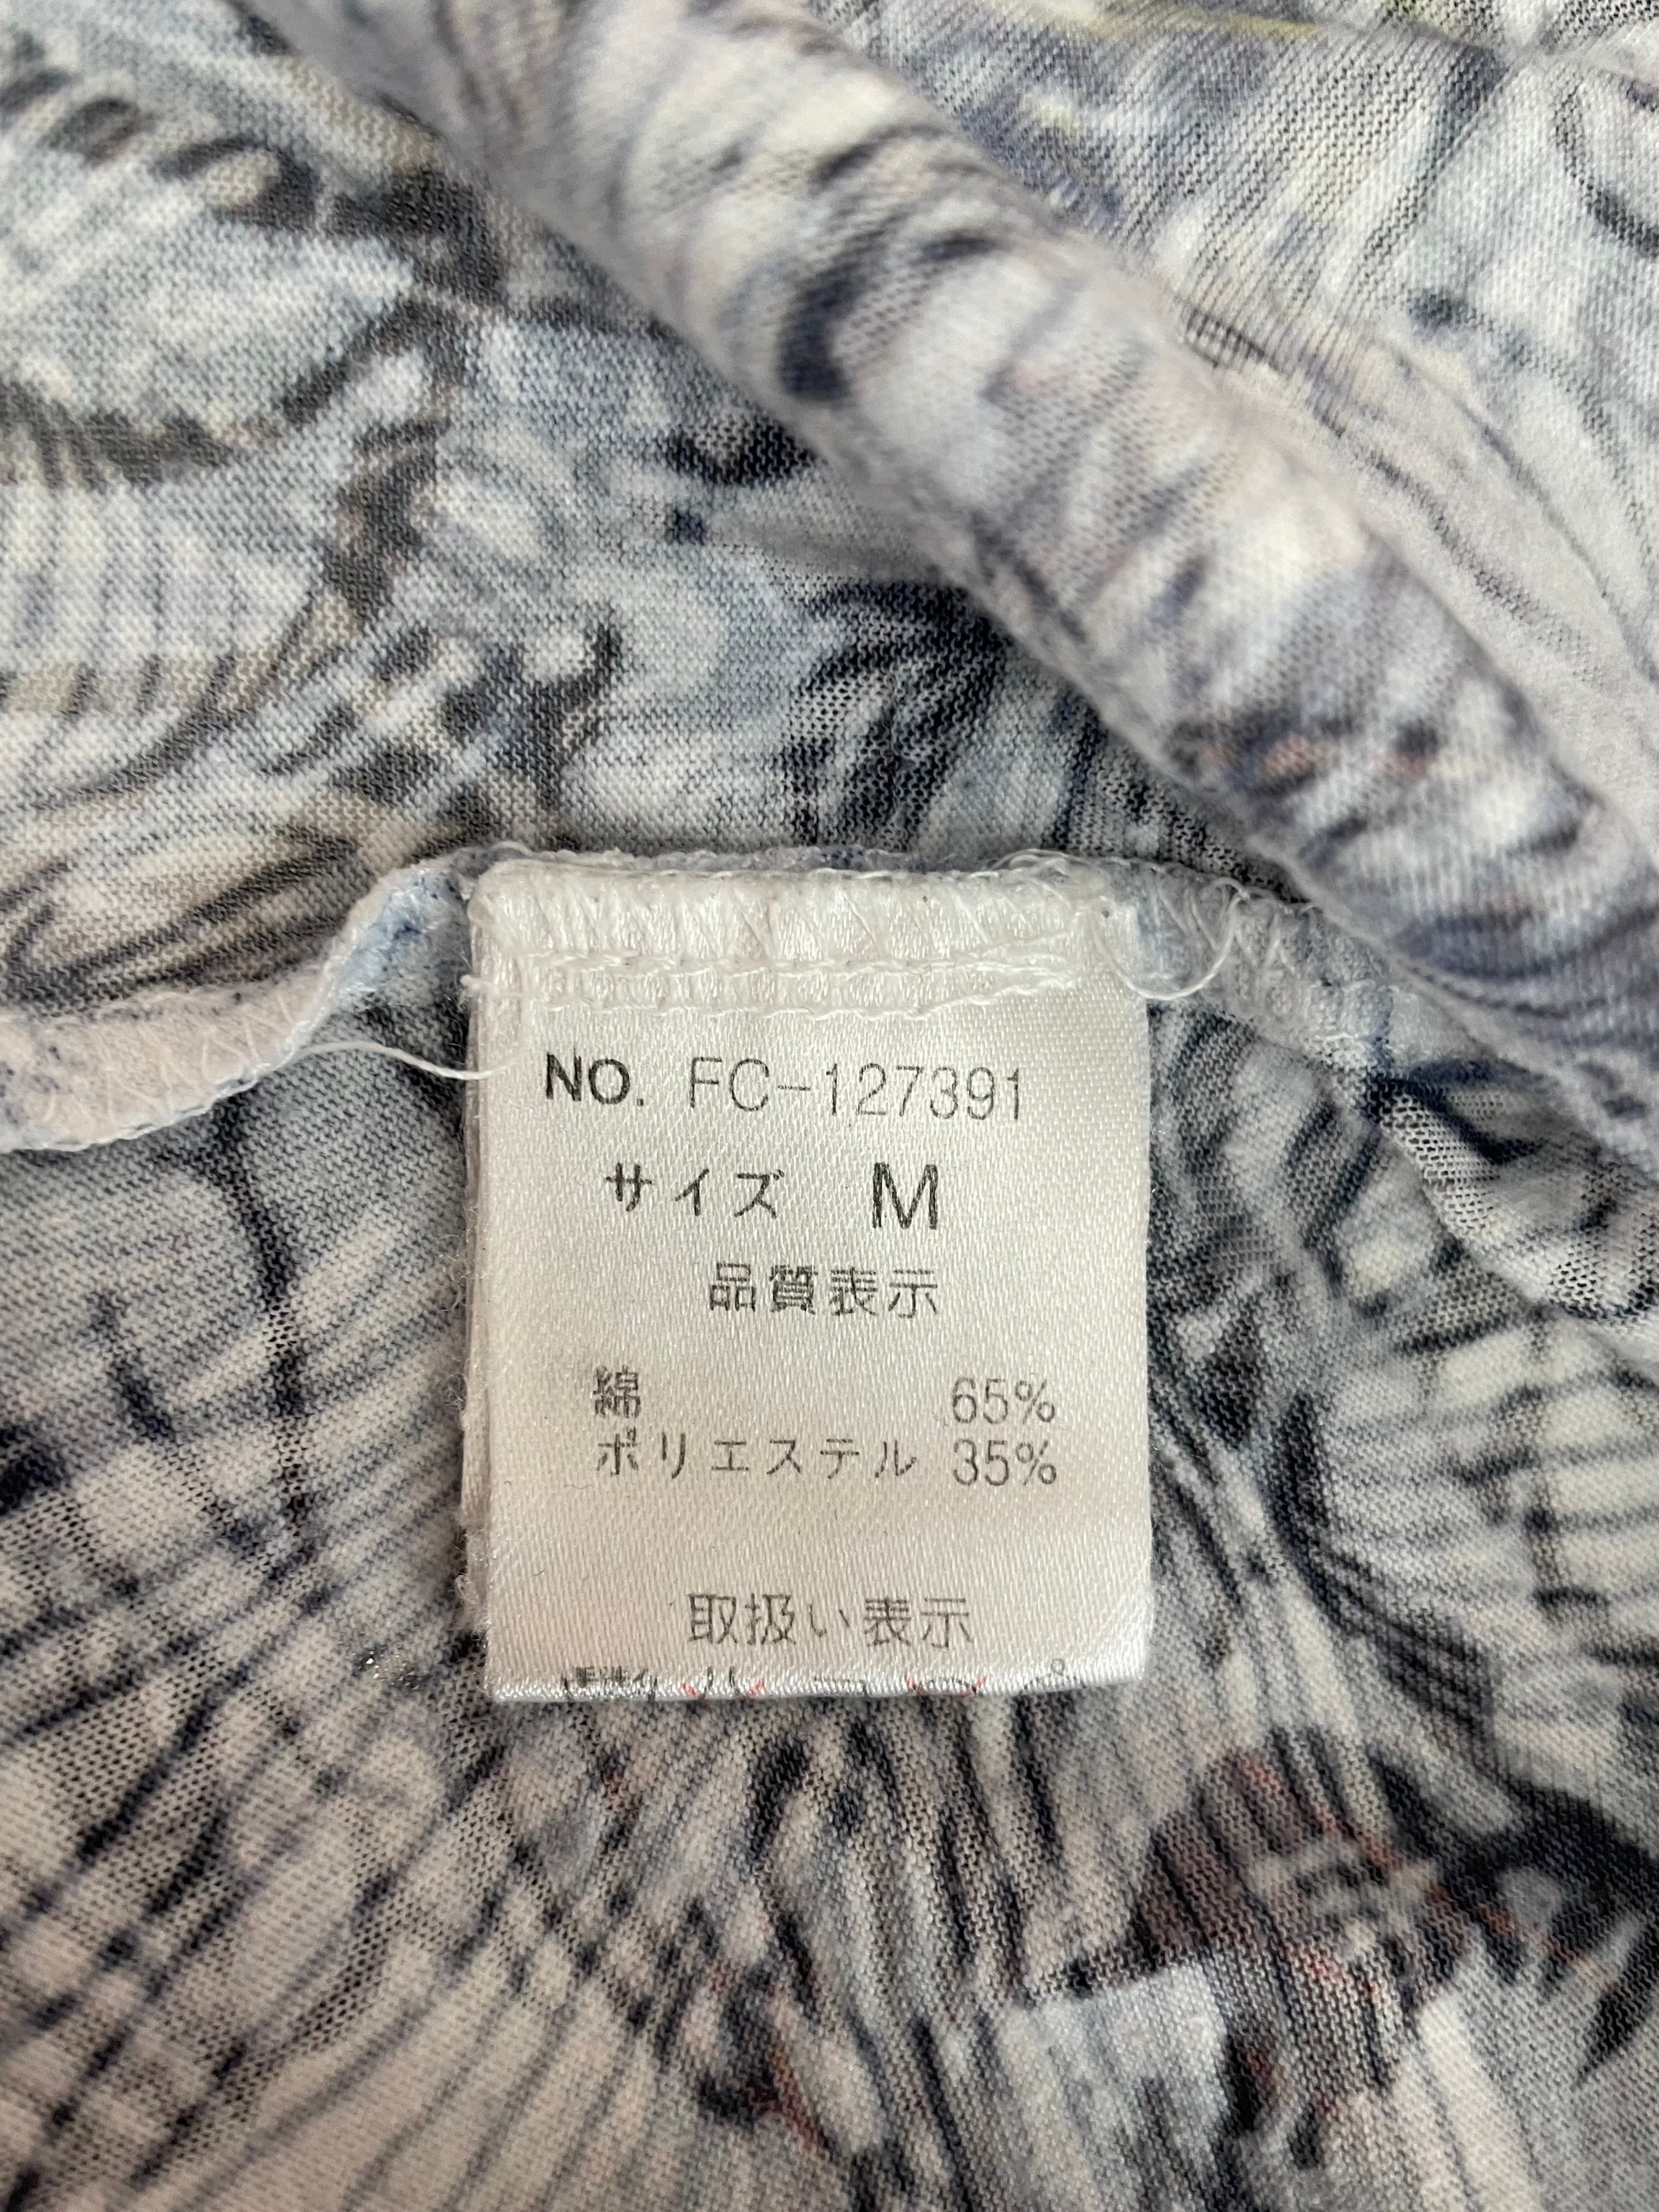 NO. FC-127391
サイズ M
品質表示
綿 65%
ポリエステル 35%
取扱い表示